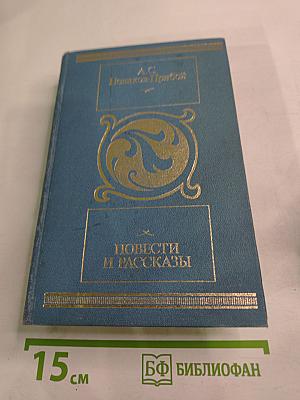 А.С.
Новиков-Прибой
ПОВЕСТИ
И РАССКАЗЫ
15 см
БФ БИБЛИОФАН